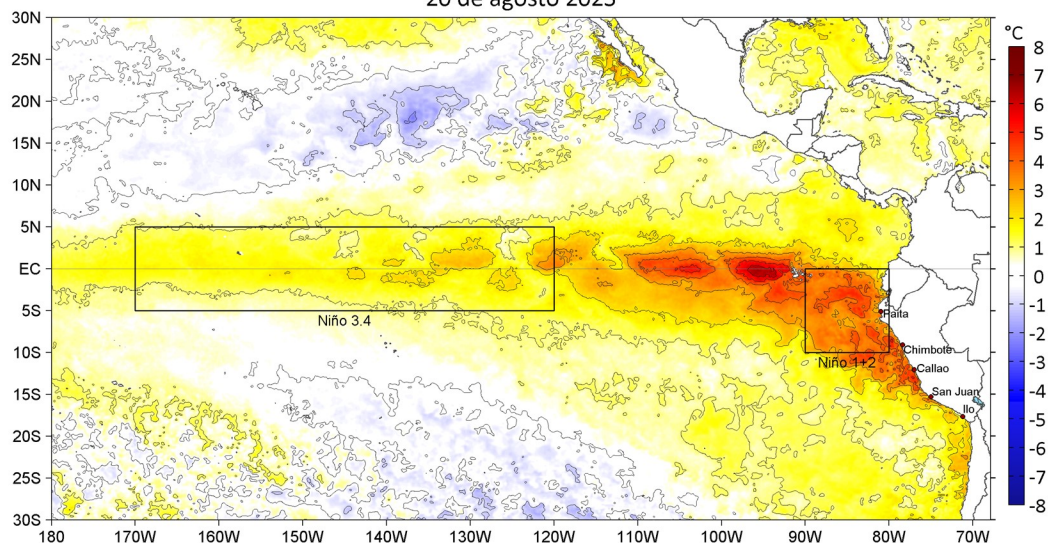 20 de agosto 2023
°C
30N
25N
20N
15N
10N
5N
EC
5S
10S
15S
20S
25S
30S
180
170W
160W
150W
140W
130W
120W
110W
100W
90W
80W
70W
Niño 3.4
Niño 1+2
Paita
Chimbote
Callao
San Juan
Ilo
8
7
6
5
4
3
2
1
0
-1
-2
-3
-4
-5
-6
-7
-8